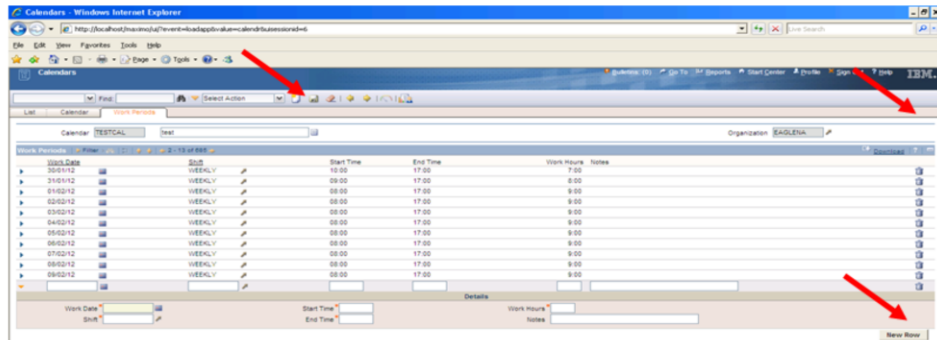 Calendars - Windows Internet Explorer
http://localhost/maximo/ui/?event=loadapp&value=calendr&uisessionid=6
Live Search
File Edit View Favorites Tools Help
Page Tools
Calendars
Bulletins: (0) Go To Reports Start Center Profile Sign Help IBM.
Find: Select Action
List Calendar Work Periods
Calendar TESTCAL test Organization EAGLENA
Work Periods Filter 2 - 13 of 595 Download
Work Date Shift Start Time End Time Work Hours Notes
30/01/12 WEEKLY 10:00 17:00 7:00
31/01/12 WEEKLY 09:00 17:00 8:00
01/02/12 WEEKLY 08:00 17:00 9:00
02/02/12 WEEKLY 08:00 17:00 9:00
03/02/12 WEEKLY 08:00 17:00 9:00
04/02/12 WEEKLY 08:00 17:00 9:00
05/02/12 WEEKLY 08:00 17:00 9:00
06/02/12 WEEKLY 08:00 17:00 9:00
07/02/12 WEEKLY 08:00 17:00 9:00
08/02/12 WEEKLY 08:00 17:00 9:00
09/02/12 WEEKLY 08:00 17:00 9:00
Details
Work Date Start Time Work Hours
Shift End Time Notes
New Row